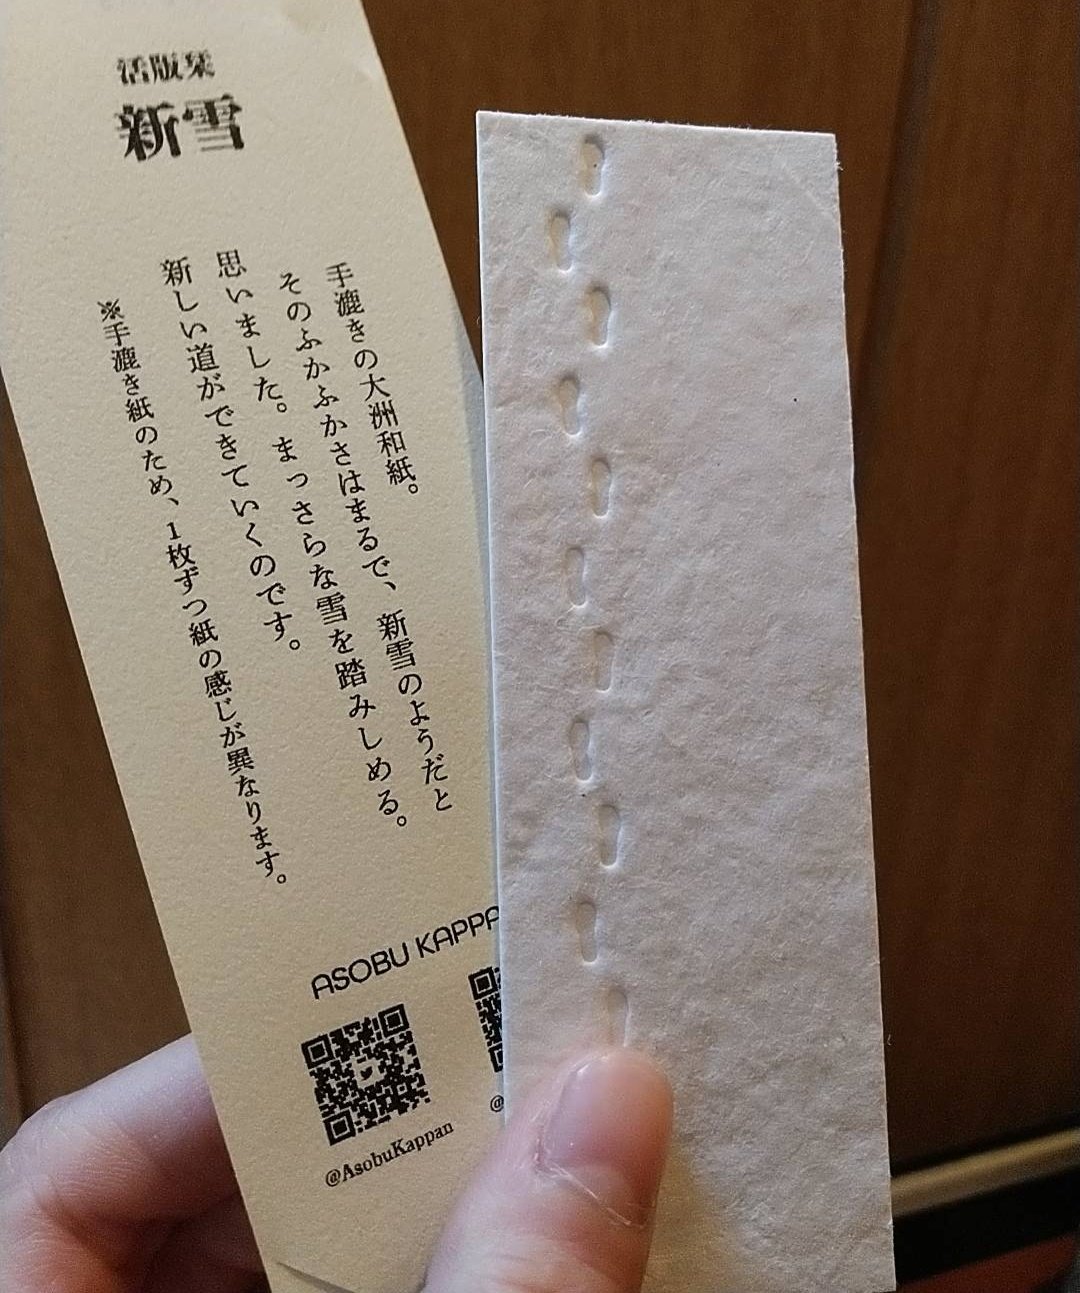 活版栞
新雪
手漉きの大洲和紙。
そのふかふかさはまるで、新雪のようだと
思いました。まっさらな雪を踏みしめる。
新しい道ができていくのです。
※手漉き紙のため、1枚ずつ紙の感じが異なります。
ASOBU KAPPA
@AsobuKappan
@